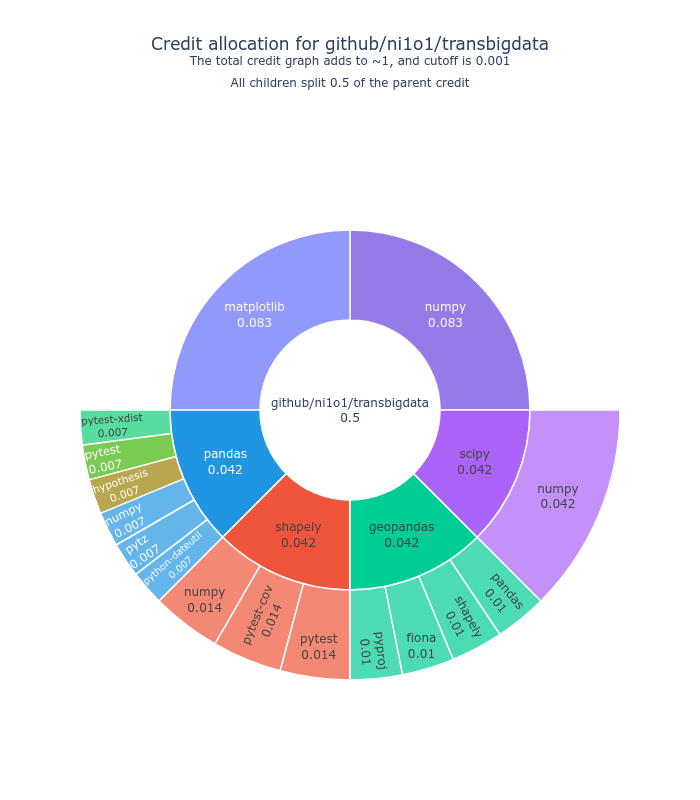 Credit allocation for github/ni1o1/transbigdata
The total credit graph adds to ~1, and cutoff is 0.001
All children split 0.5 of the parent credit
matplotlib
0.083
numpy
0.083
github/ni1o1/transbigdata
0.5
pandas
0.042
shapely
0.042
geopandas
0.042
scipy
0.042
pytest-xdist
0.007
pytest
0.007
hypothesis
0.007
numpy
0.007
pytz
0.007
python-dateutil
0.007
numpy
0.014
pytest-cov
0.014
pytest
0.014
pyproj
0.01
fiona
0.01
shapely
0.01
pandas
0.01
numpy
0.042